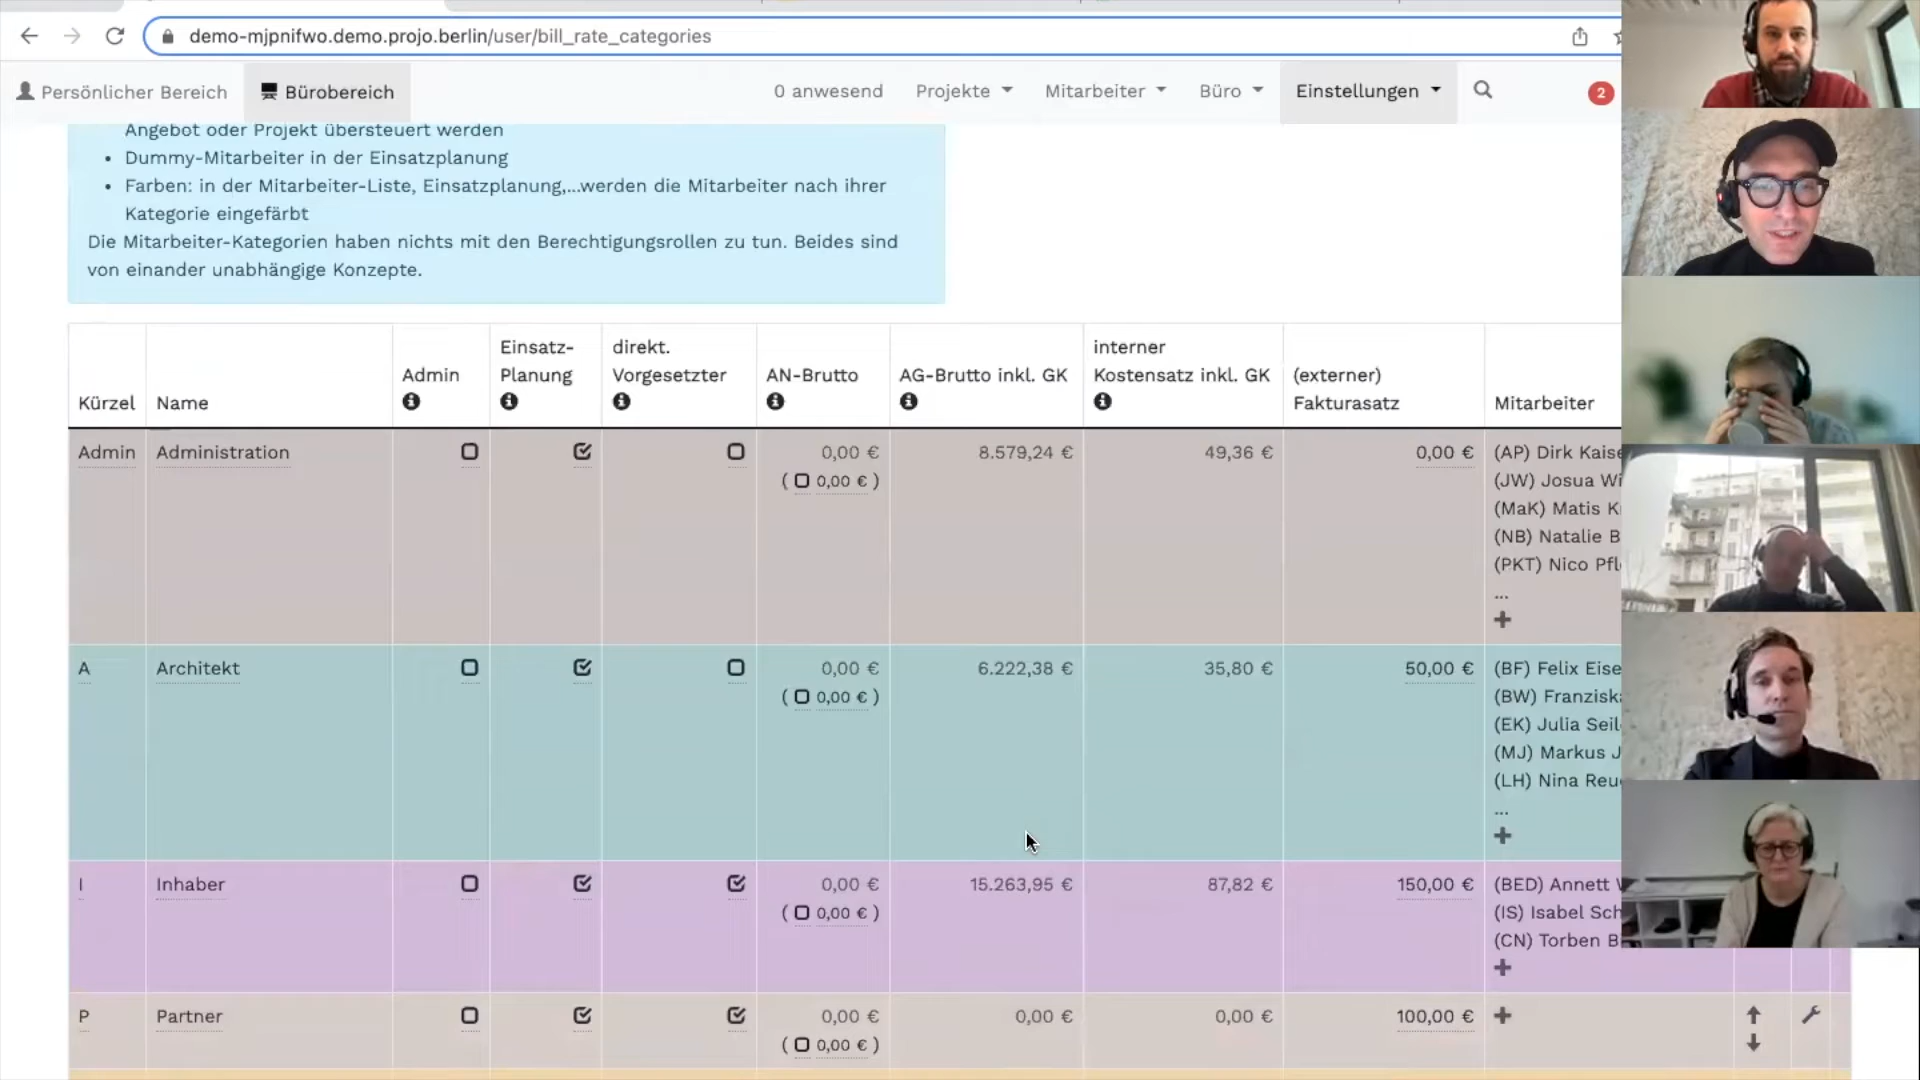 demo-mjpnifwo.demo.projo.berlin/user/bill_rate_categories
Persönlicher Bereich
Bürobereich
0 anwesend
Projekte
Mitarbeiter
Büro
Einstellungen
2
Angebot oder Projekt übersteuert werden
• Dummy-Mitarbeiter in der Einsatzplanung
• Farben: in der Mitarbeiter-Liste, Einsatzplanung,...werden die Mitarbeiter nach ihrer
Kategorie eingefärbt
Die Mitarbeiter-Kategorien haben nichts mit den Berechtigungsrollen zu tun. Beides sind
von einander unabhängige Konzepte.
Kürzel
Name
Admin
Einsatz-
Planung
direkt.
Vorgesetzter
AN-Brutto
AG-Brutto inkl. GK
interner
Kostensatz inkl. GK
(externer)
Fakturasatz
Mitarbeiter
Admin
Administration
0,00 €
( 0,00 € )
8.579,24 €
49,36 €
0,00 €
(AP) Dirk Kaise
(JW) Josua Wi
(MaK) Matis K
(NB) Natalie B
(PKT) Nico Pfl
...
A
Architekt
0,00 €
( 0,00 € )
6.222,38 €
35,80 €
50,00 €
(BF) Felix Eise
(BW) Franziska
(EK) Julia Seil
(MJ) Markus J
(LH) Nina Reu
...
I
Inhaber
0,00 €
( 0,00 € )
15.263,95 €
87,82 €
150,00 €
(BED) Annett
(IS) Isabel Sch
(CN) Torben B
P
Partner
0,00 €
( 0,00 € )
0,00 €
0,00 €
100,00 €